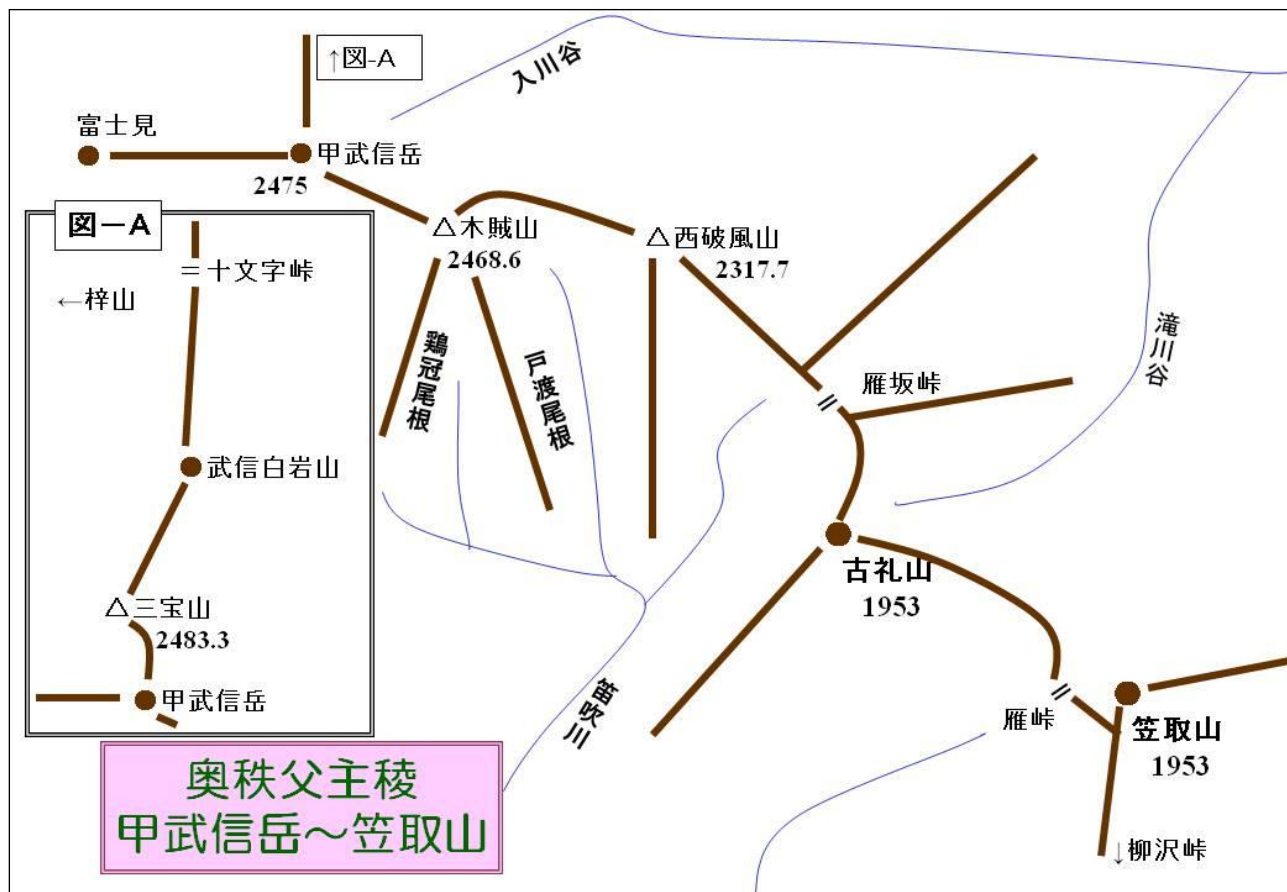 ↑図-A
入川谷
富士見
甲武信岳
2475
図－A
△木賊山
2468.6
△西破風山
2317.7
＝十文字峠
←梓山
鶏冠尾根
戸渡尾根
滝川谷
雁坂峠
武信白岩山
古礼山
1953
△三宝山
2483.3
甲武信岳
笛吹川
雁峠
笠取山
1953
奥秩父主稜
甲武信岳～笠取山
↓柳沢峠